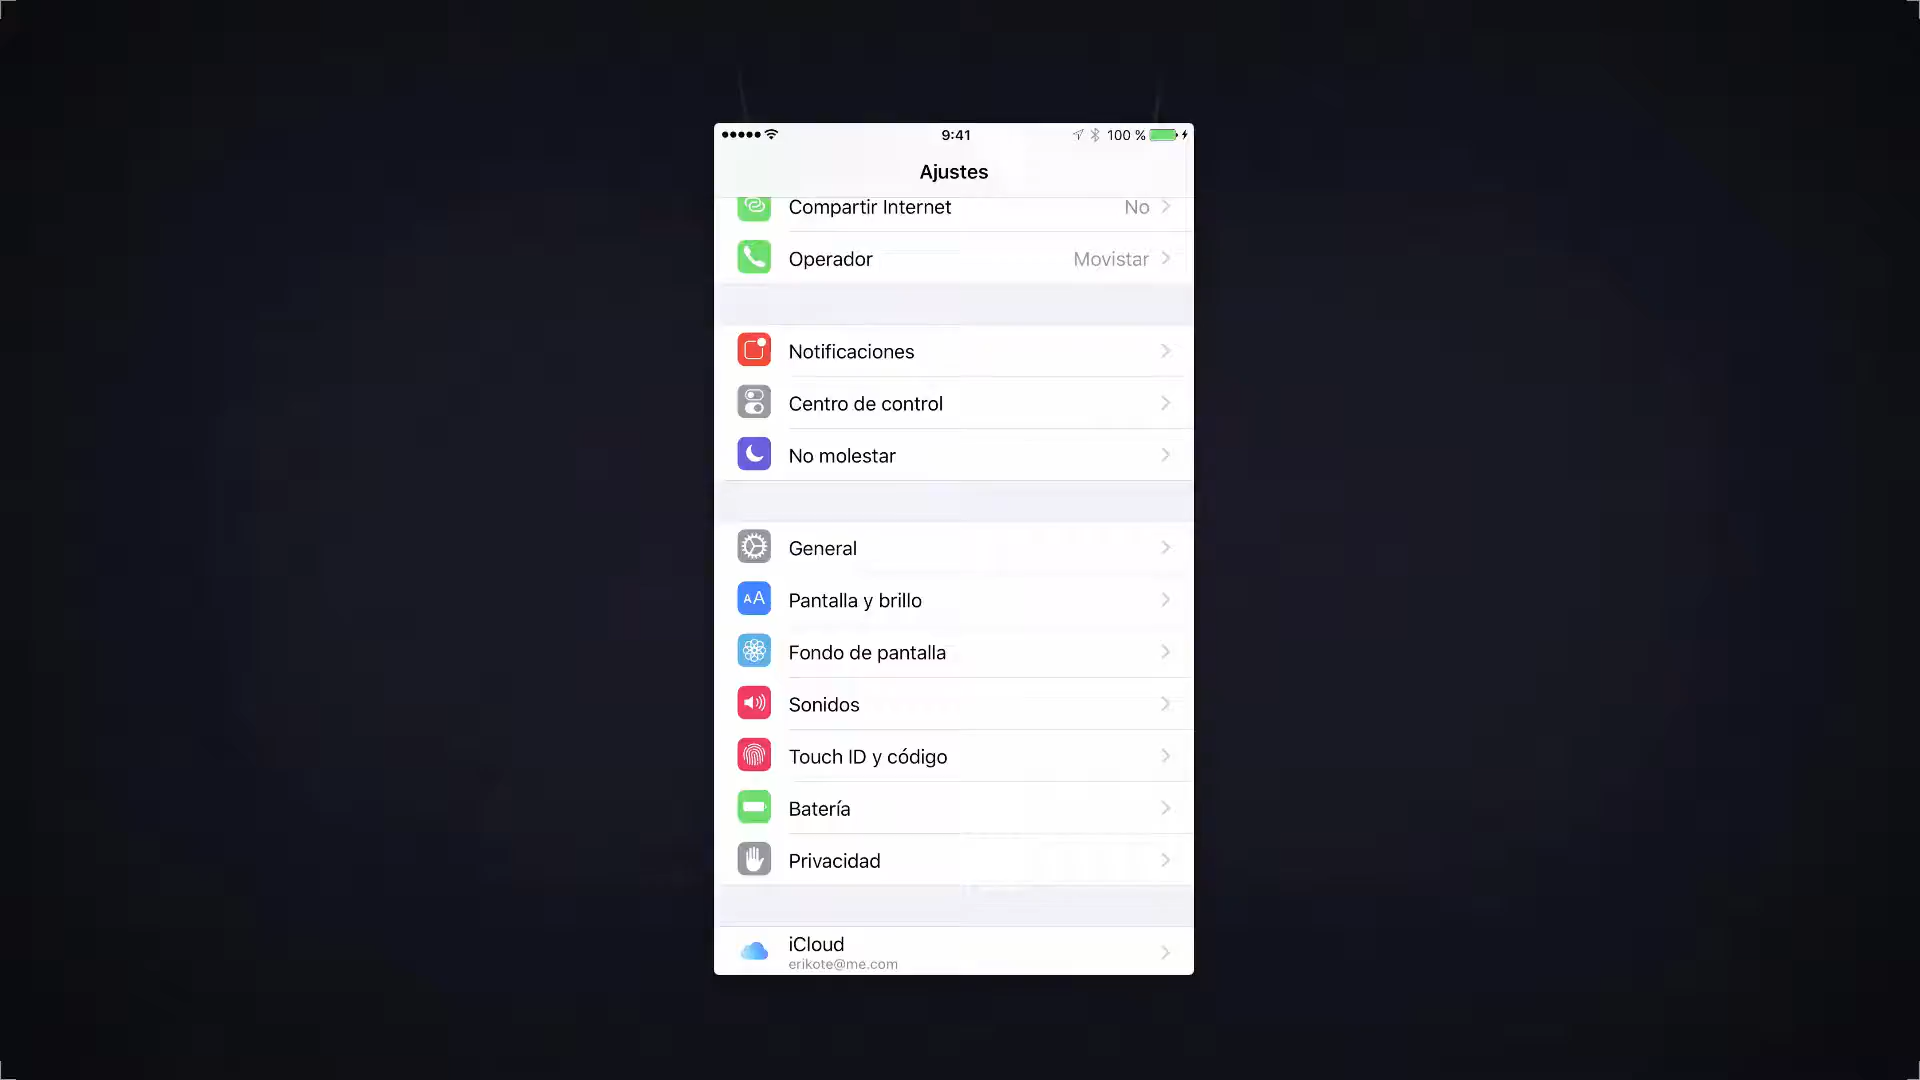 9:41
100 %
Ajustes
Compartir Internet No
Operador Movistar
Notificaciones
Centro de control
No molestar
General
AA Pantalla y brillo
Fondo de pantalla
Sonidos
Touch ID y código
Batería
Privacidad
iCloud
erikote@me.com